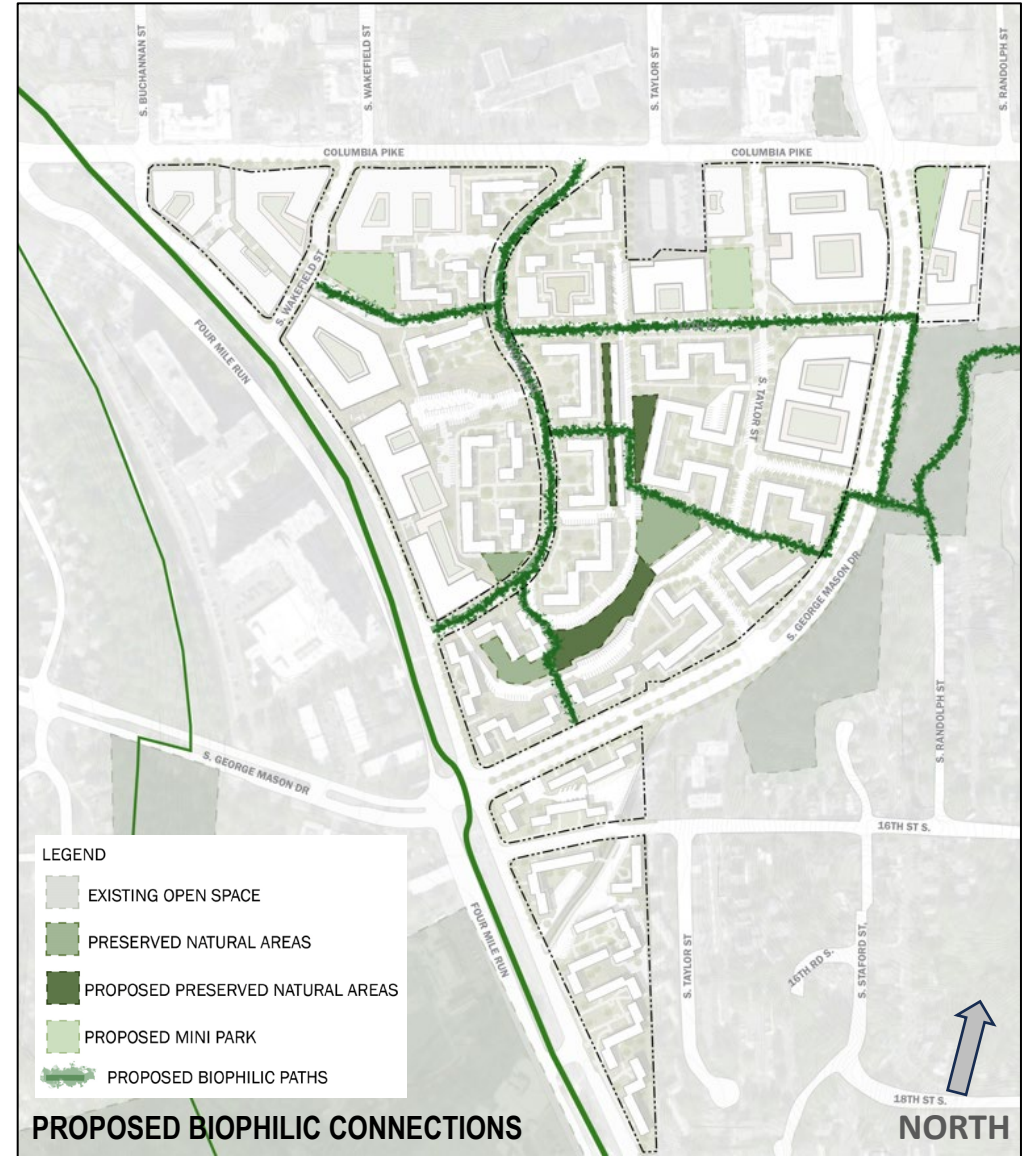 S. BUCHANNAN ST
S. WAKEFIELD ST
S. TAYLOR ST
S. RANDOLPH ST
COLUMBIA PIKE
COLUMBIA PIKE
S. WAKEFIELD ST
FOUR MILE RUN
S. TAYLOR ST
S. GEORGE MASON DR
S. RANDOLPH ST
S. GEORGE MASON DR
16TH ST S.
FOUR MILE RUN
S. TAYLOR ST
16TH RD S.
S. STAFORD ST,
18TH ST S.
LEGEND
EXISTING OPEN SPACE
PRESERVED NATURAL AREAS
PROPOSED PRESERVED NATURAL AREAS
PROPOSED MINI PARK
PROPOSED BIOPHILIC PATHS
PROPOSED BIOPHILIC CONNECTIONS
NORTH